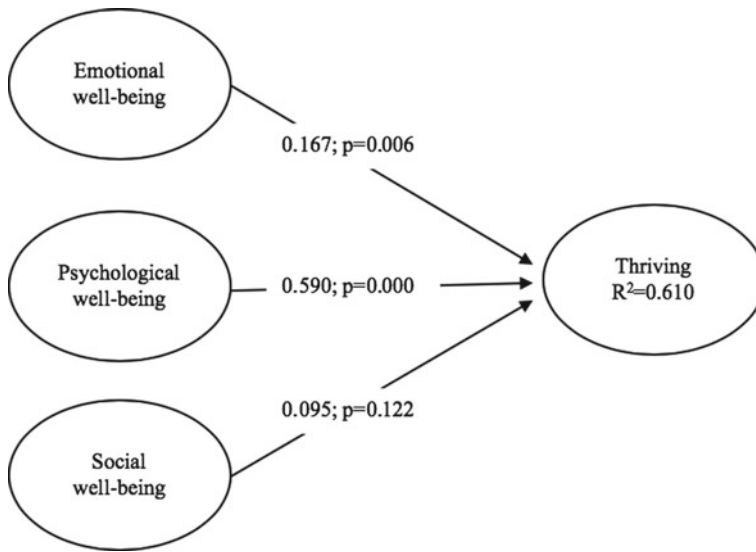 Emotional
well-being
0.167; p=0.006
Psychological
well-being
0.590; p=0.000
Thriving
R²=0.610
0.095; p=0.122
Social
well-being